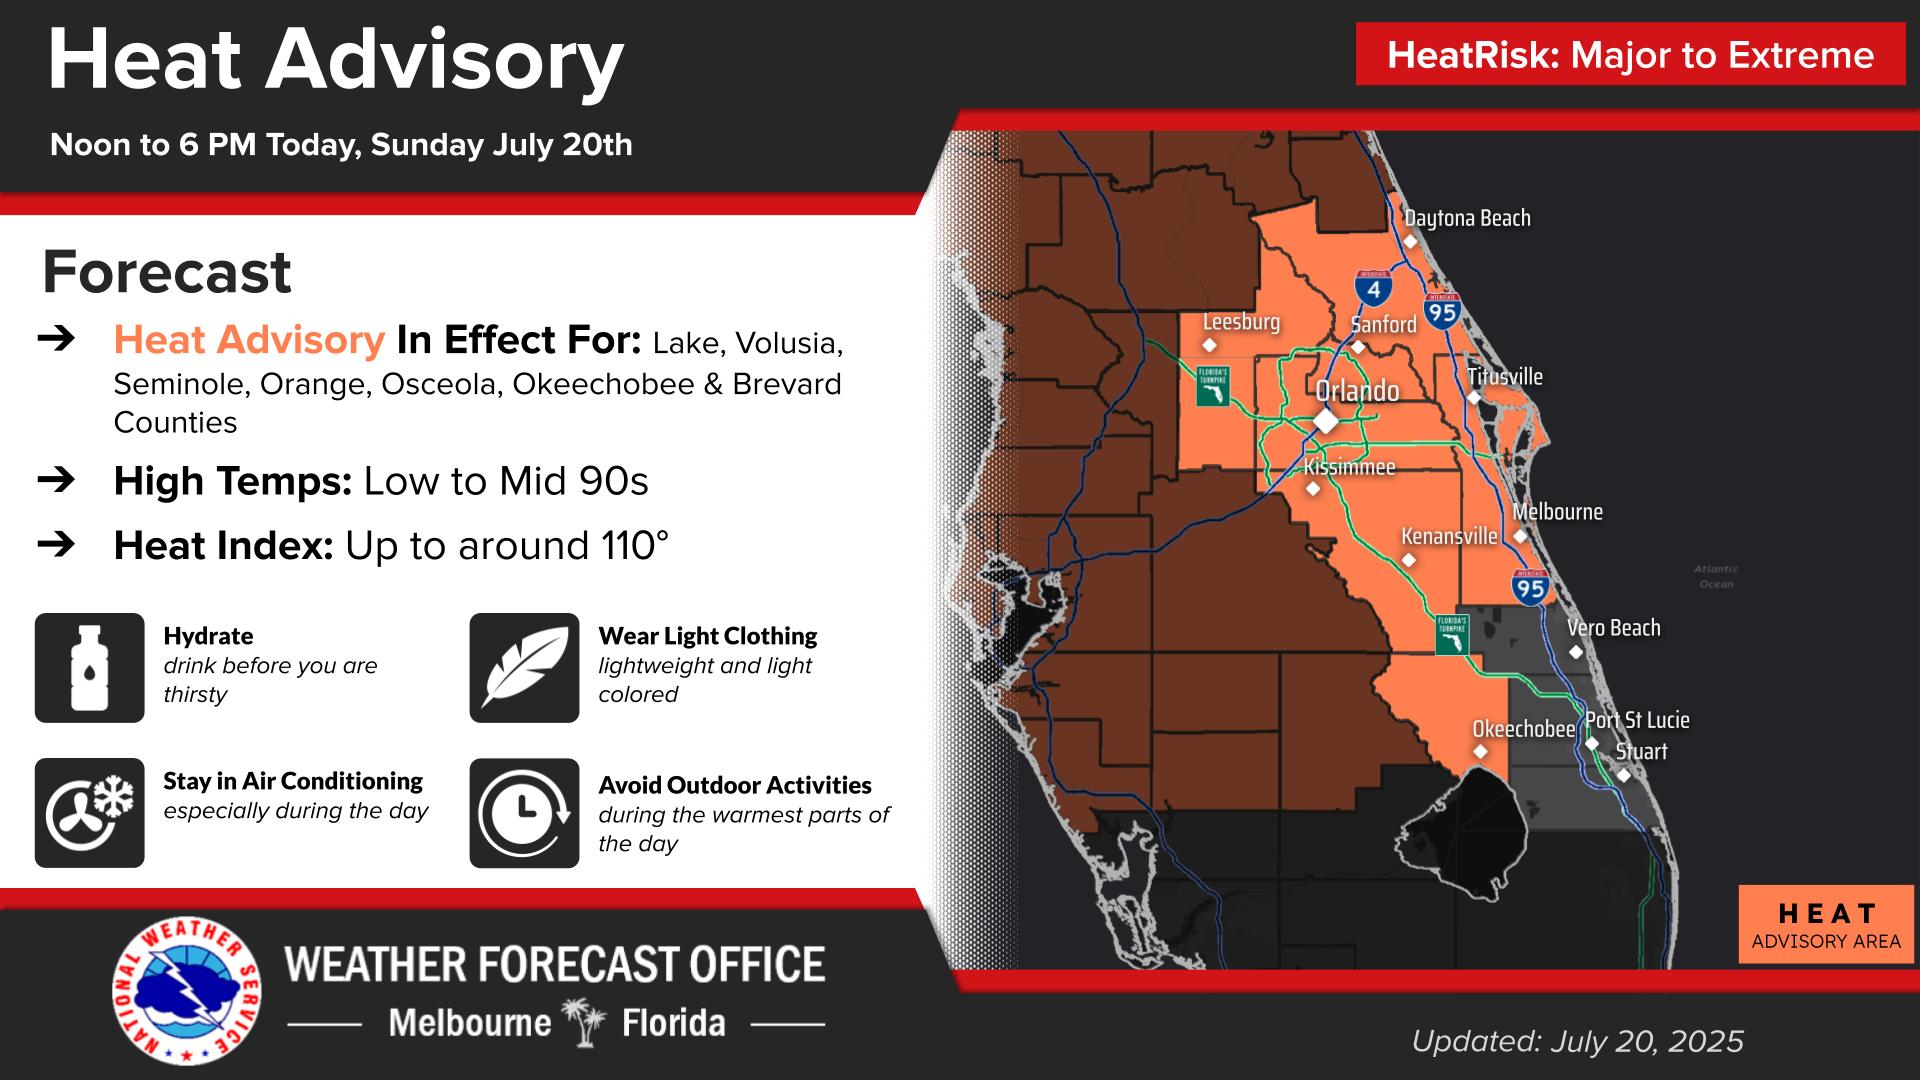 Heat Advisory
Noon to 6 PM Today, Sunday July 20th
HeatRisk: Major to Extreme
Forecast
➔ Heat Advisory In Effect For: Lake, Volusia,
Seminole, Orange, Osceola, Okeechobee & Brevard
Counties
➔ High Temps: Low to Mid 90s
➔ Heat Index: Up to around 110°
Hydrate
drink before you are
thirsty
Wear Light Clothing
lightweight and light
colored
Stay in Air Conditioning
especially during the day
Avoid Outdoor Activities
during the warmest parts of
the day
Daytona Beach
INTERSTATE
4
INTERSTATE
95
Leesburg
Sanford
FLORIDA'S
TURNPIKE
Orlando
Titusville
Kissimmee
Melbourne
Kenansville
Atlantic
Ocean
INTERSTATE
95
FLORIDA'S
TURNPIKE
Vero Beach
Okeechobee
Port St Lucie
Stuart
HEAT
ADVISORY AREA
NATIONAL WEATHER SERVICE
WEATHER FORECAST OFFICE
Melbourne Florida
Updated: July 20, 2025